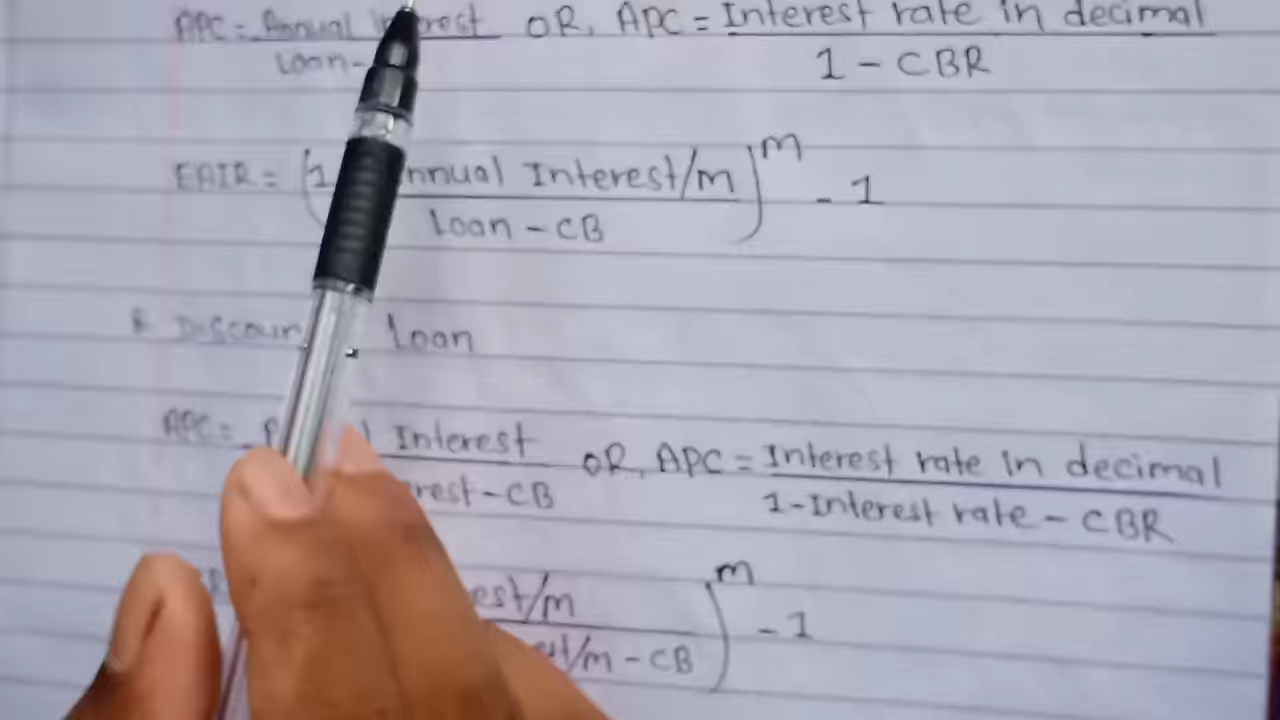 APC = Annual interest OR, APC = Interest rate in decimal
Loan - 1 - CBR
EAIR = (1 nnual Interest/m)^m - 1
Loan - CB
Loan
APC = Interest OR, APC = Interest rate in decimal
rest - CB 1 - Interest rate - CBR
est/m)^m - 1
st/m - CB